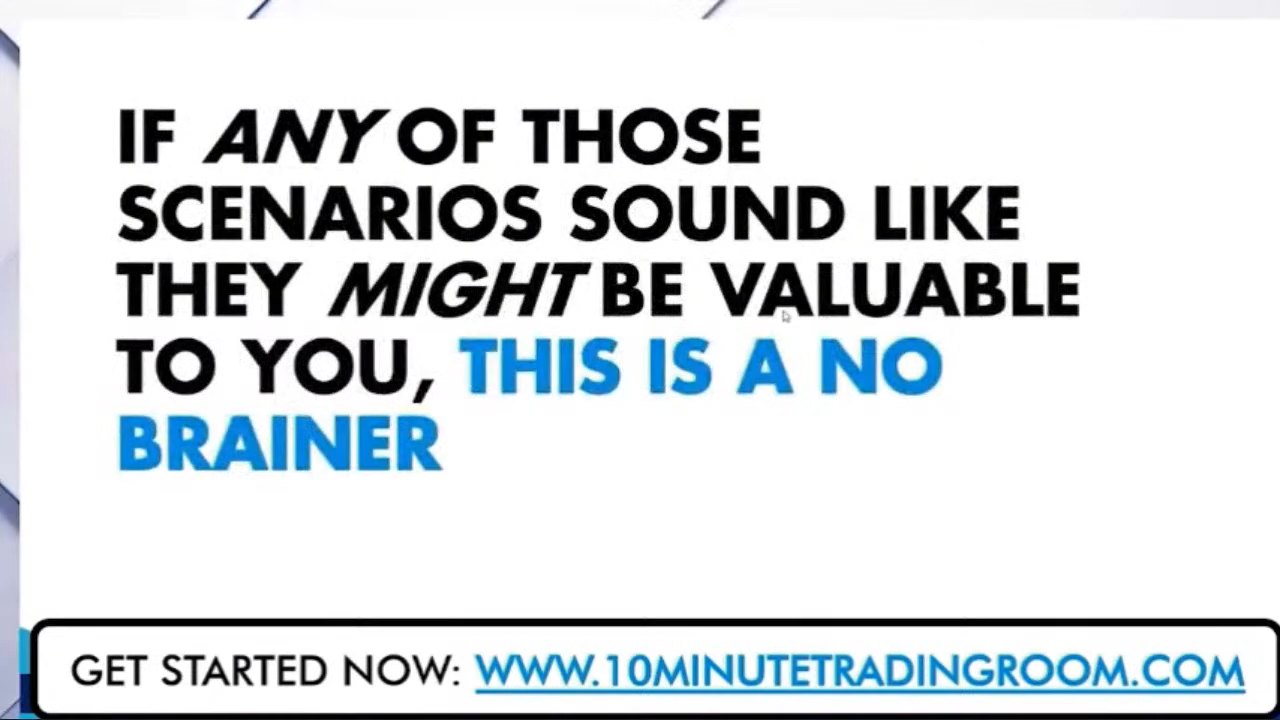 IF ANY OF THOSE
SCENARIOS SOUND LIKE
THEY MIGHT BE VALUABLE
TO YOU, THIS IS A NO
BRAINER
GET STARTED NOW: WWW.10MINUTETRADINGROOM.COM